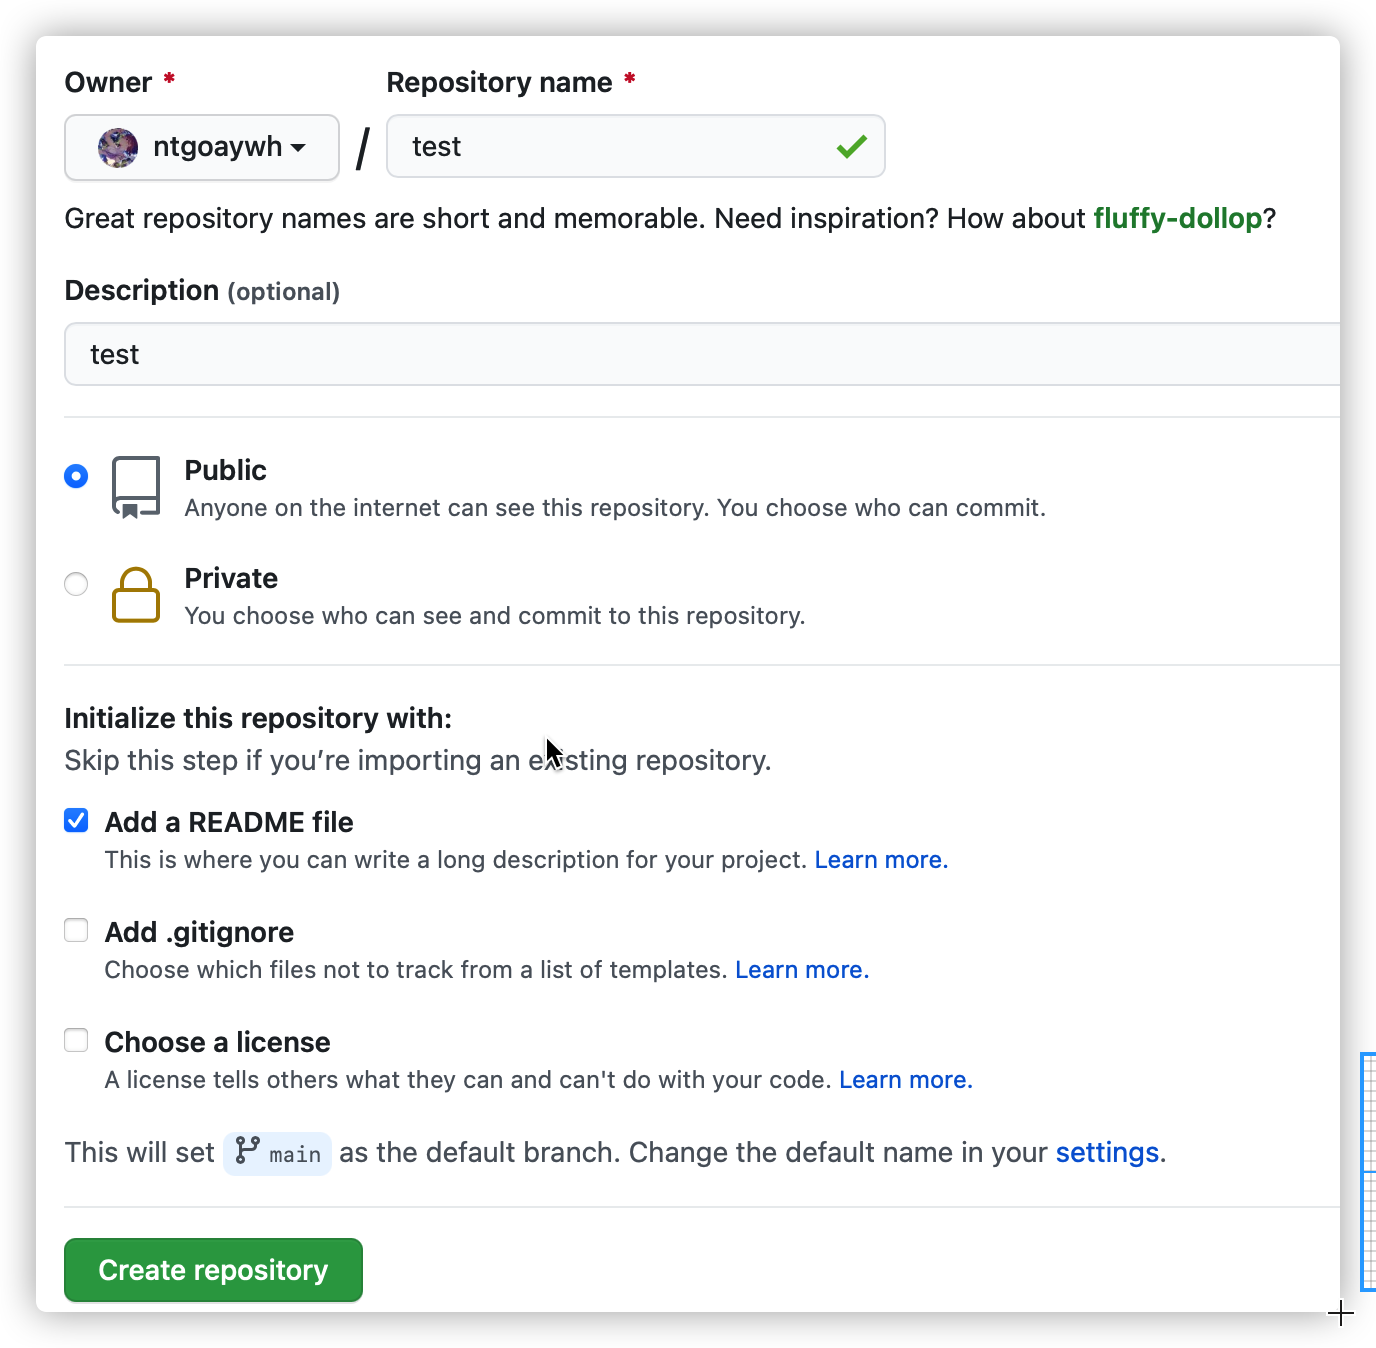 Owner * Repository name *
ntgoaywh / test
Great repository names are short and memorable. Need inspiration? How about fluffy-dollop?
Description (optional)
test
Public
Anyone on the internet can see this repository. You choose who can commit.
Private
You choose who can see and commit to this repository.
Initialize this repository with:
Skip this step if you’re importing an existing repository.
Add a README file
This is where you can write a long description for your project. Learn more.
Add .gitignore
Choose which files not to track from a list of templates. Learn more.
Choose a license
A license tells others what they can and can't do with your code. Learn more.
This will set main as the default branch. Change the default name in your settings.
Create repository